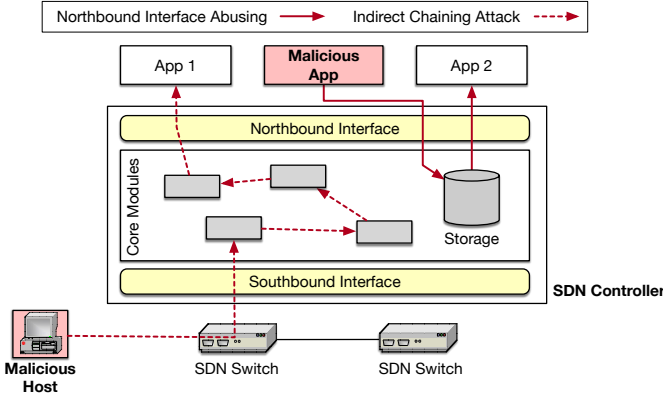 Northbound Interface Abusing
Indirect Chaining Attack
App 1
Malicious
App
App 2
Northbound Interface
Core Modules
Storage
Southbound Interface
SDN Controller
Malicious
Host
SDN Switch
SDN Switch